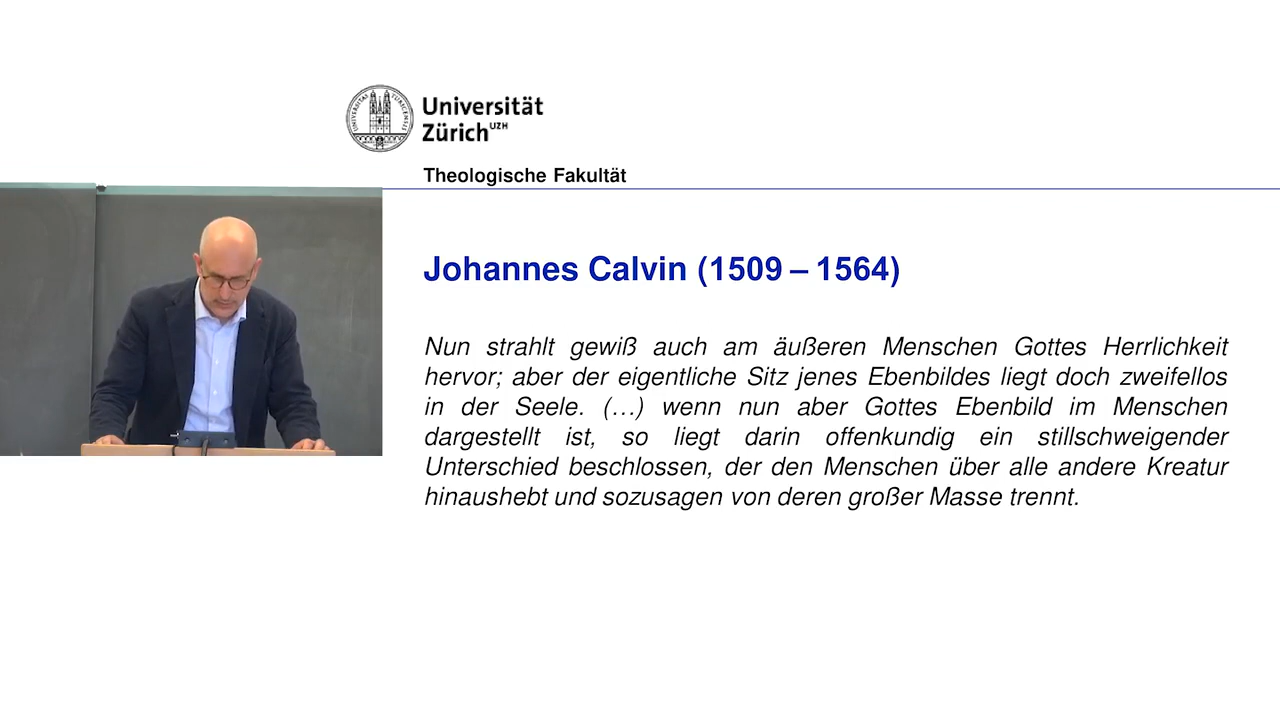 Universität
Zürich UZH
Theologische Fakultät
Johannes Calvin (1509 – 1564)
Nun strahlt gewiß auch am äußeren Menschen Gottes Herrlichkeit
hervor; aber der eigentliche Sitz jenes Ebenbildes liegt doch zweifellos
in der Seele. (…) wenn nun aber Gottes Ebenbild im Menschen
dargestellt ist, so liegt darin offenkundig ein stillschweigender
Unterschied beschlossen, der den Menschen über alle andere Kreatur
hinaushebt und sozusagen von deren großer Masse trennt.